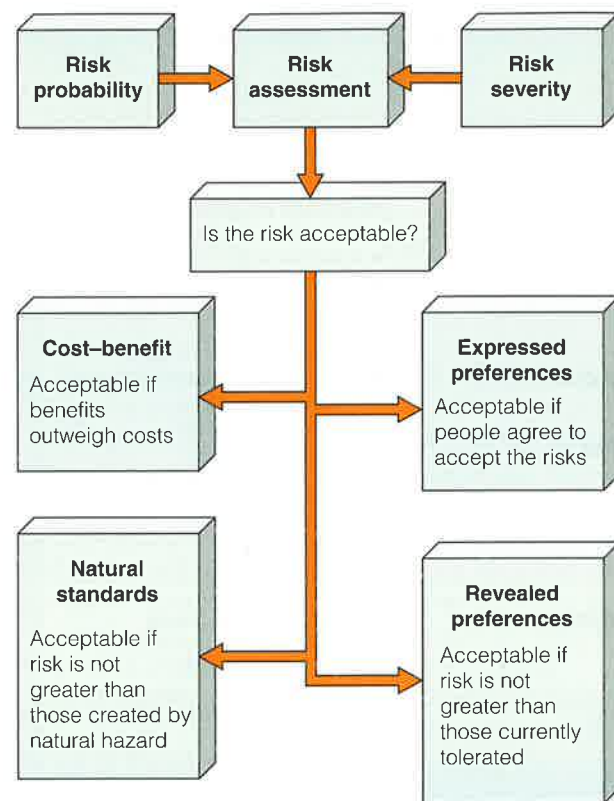 Risk
probability
Risk
assessment
Risk
severity
Is the risk acceptable?
Cost–benefit
Acceptable if
benefits
outweigh costs
Expressed
preferences
Acceptable if
people agree to
accept the risks
Natural
standards
Acceptable if
risk is not
greater than
those created by
natural hazard
Revealed
preferences
Acceptable if
risk is not
greater than
those currently
tolerated